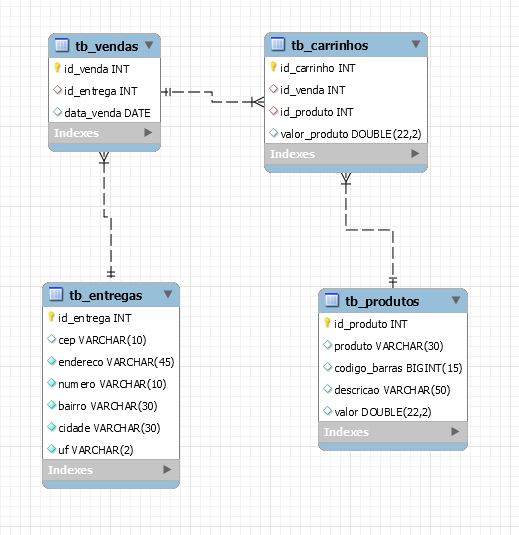 tb_vendas
id_venda INT
id_entrega INT
data_venda DATE
Indexes
tb_carrinhos
id_carrinho INT
id_venda INT
id_produto INT
valor_produto DOUBLE(22,2)
Indexes
tb_entregas
id_entrega INT
cep VARCHAR(10)
endereco VARCHAR(45)
numero VARCHAR(10)
bairro VARCHAR(30)
cidade VARCHAR(30)
uf VARCHAR(2)
Indexes
tb_produtos
id_produto INT
produto VARCHAR(30)
codigo_barras BIGINT(15)
descricao VARCHAR(50)
valor DOUBLE(22,2)
Indexes